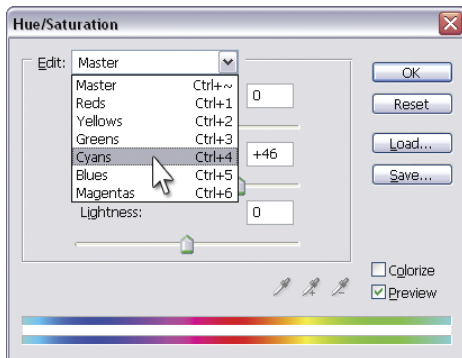 Hue/Saturation
Edit: Master
Master Ctrl+~
Reds Ctrl+1
Yellows Ctrl+2
Greens Ctrl+3
Cyans Ctrl+4
Blues Ctrl+5
Magentas Ctrl+6
0
+46
Lightness: 0
OK
Reset
Load...
Save...
Colorize
Preview